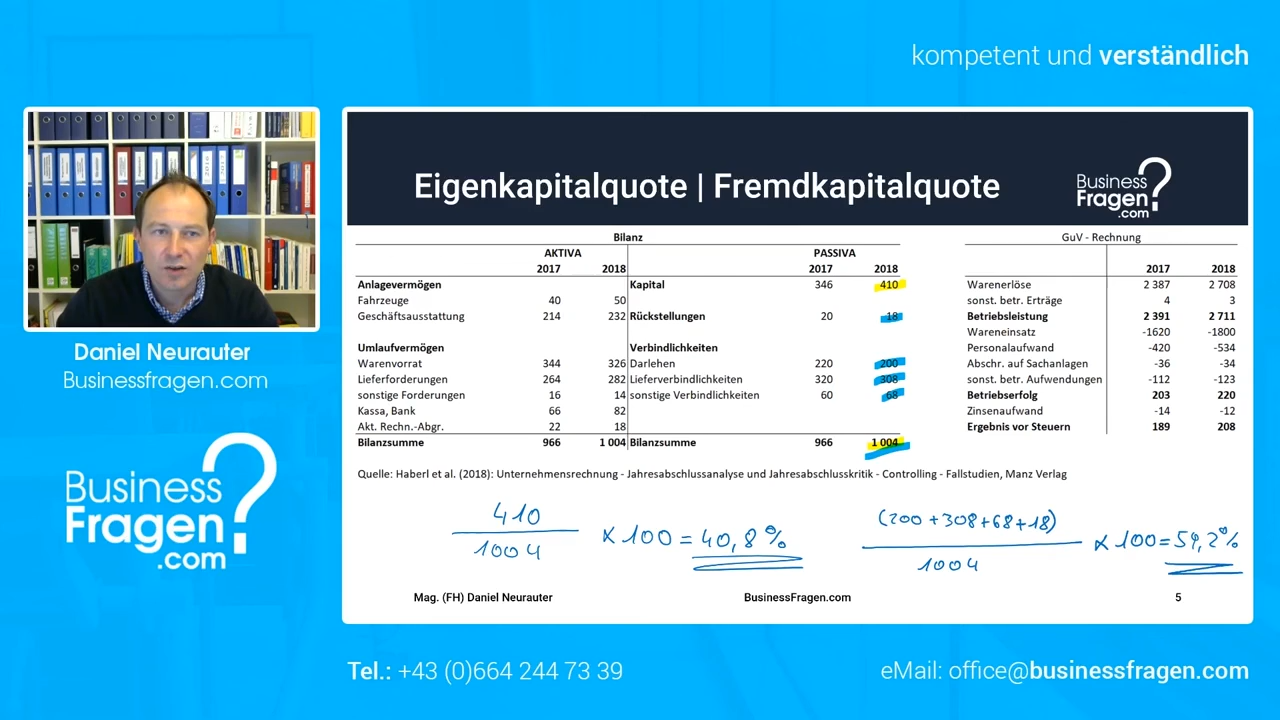 kompetent und verständlich
Daniel Neurauter
Businessfragen.com
Business
Fragen
.com
?
Eigenkapitalquote | Fremdkapitalquote
Business
Fragen
.com
?
Bilanz
AKTIVA PASSIVA
2017 2018 2017 2018
Anlagevermögen Kapital 346 410
Fahrzeuge 40 50
Geschäftsausstattung 214 232 Rückstellungen 20 18
Umlaufvermögen Verbindlichkeiten
Warenvorrat 344 326 Darlehen 220 200
Lieferforderungen 264 282 Lieferverbindlichkeiten 320 308
sonstige Forderungen 16 14 sonstige Verbindlichkeiten 60 68
Kassa, Bank 66 82
Akt. Rechn.-Abgr. 22 18
Bilanzsumme 966 1 004 Bilanzsumme 966 1 004
GuV - Rechnung
2017 2018
Warenerlöse 2 387 2 708
sonst. betr. Erträge 4 3
Betriebsleistung 2 391 2 711
Wareneinsatz -1620 -1800
Personalaufwand -420 -534
Abschr. auf Sachanlagen -36 -34
sonst. betr. Aufwendungen -112 -123
Betriebserfolg 203 220
Zinsenaufwand -14 -12
Ergebnis vor Steuern 189 208
Quelle: Haberl et al. (2018): Unternehmensrechnung - Jahresabschlussanalyse und Jahresabschlusskritik - Controlling - Fallstudien, Manz Verlag
410
1004
x 100 = 40,8%
(200 + 308 + 68 + 18)
1004
x 100 = 59,2%
Mag. (FH) Daniel Neurauter BusinessFragen.com 5
Tel.: +43 (0)664 244 73 39 eMail: office@businessfragen.com